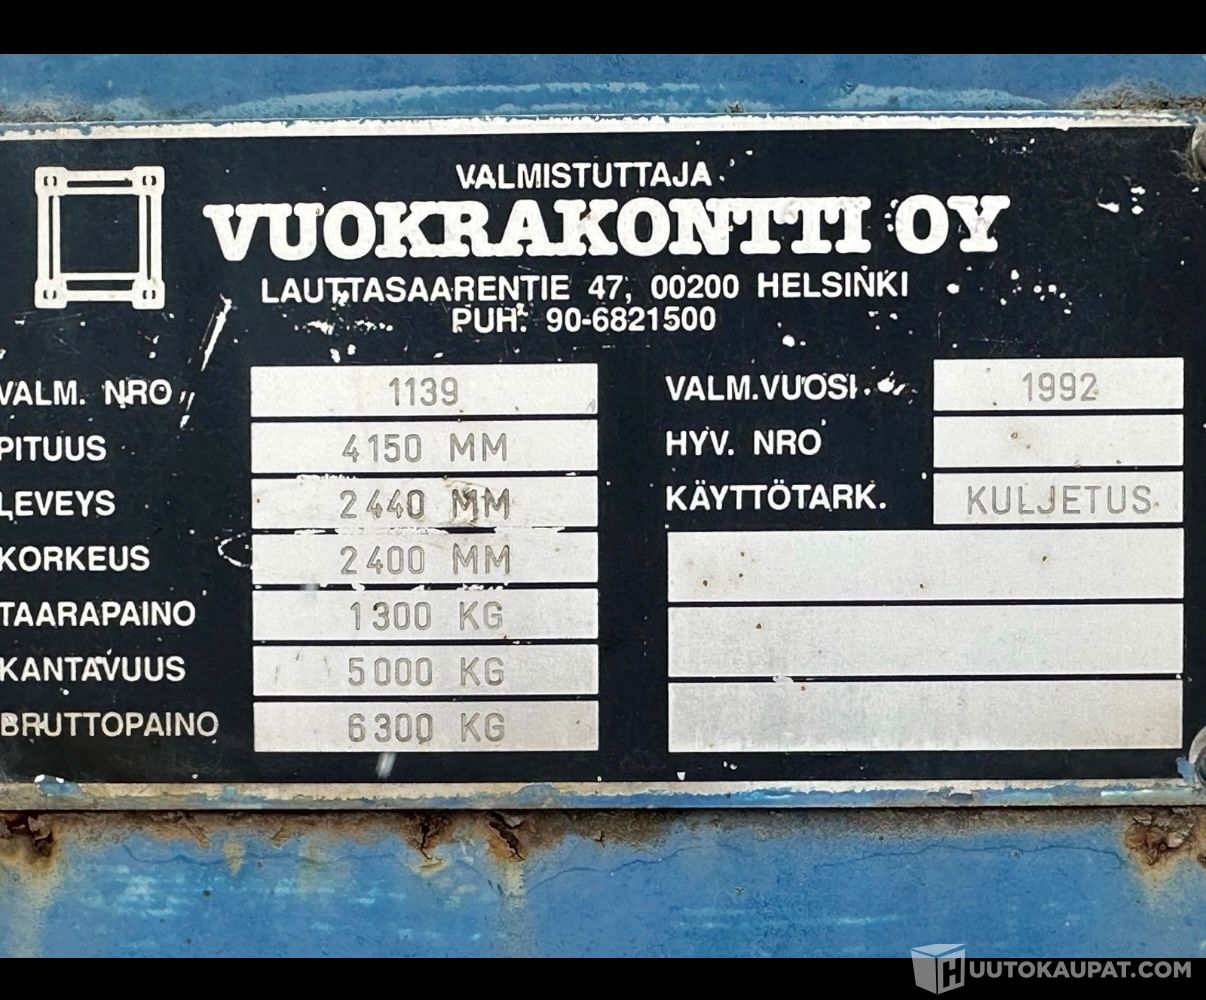 VALMISTUTTAJA
VUOKRAKONTTI OY
LAUTTASAARENTIE 47, 00200 HELSINKI
PUH. 90-6821500
VALM. NRO 1139
PITUUS 4150 MM
LEVEYS 2440 MM
KORKEUS 2400 MM
TAARAPAINO 1300 KG
KANTAVUUS 5000 KG
BRUTTOPAINO 6300 KG
VALM.VUOSI 1992
HYV. NRO
KÄYTTÖTARK. KULJETUS
HUUTOKAUPAT.COM